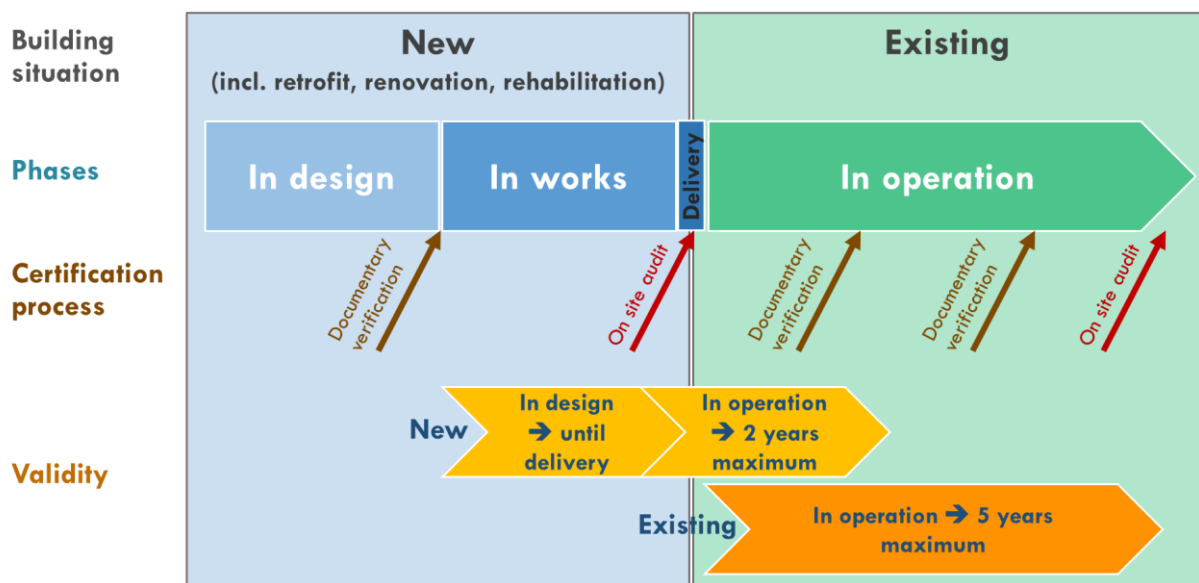 Building
situation
New
(incl. retrofit, renovation, rehabilitation)
Existing
Phases
In design
In works
Delivery
In operation
Certification
process
Documentary
verification
On site audit
Documentary
verification
Documentary
verification
On site audit
Validity
New
In design
➔ until
delivery
In operation
➔ 2 years
maximum
Existing
In operation ➔ 5 years
maximum